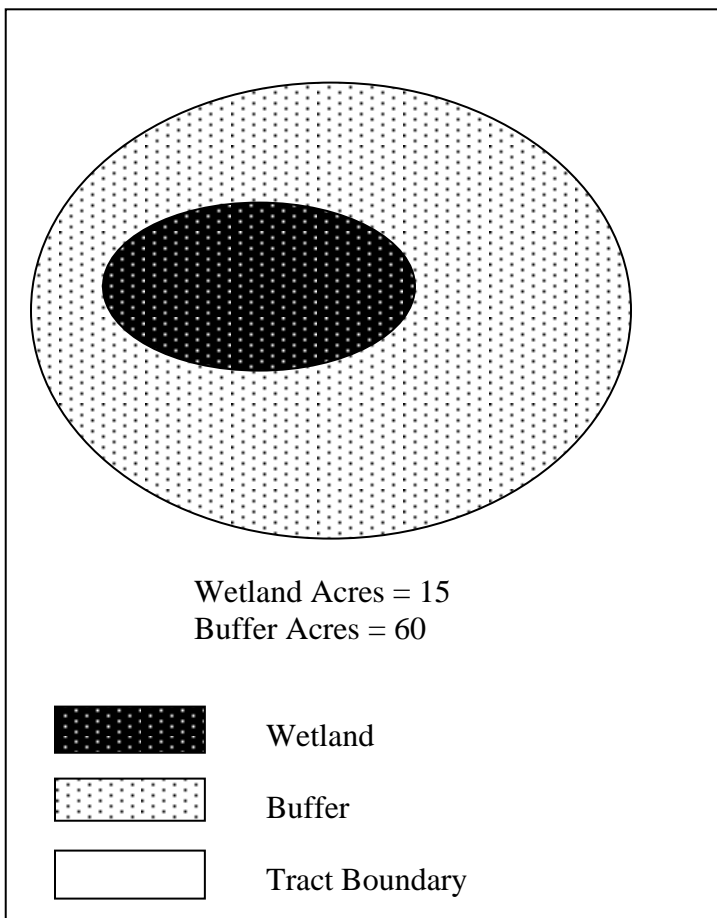 Wetland Acres = 15
Buffer Acres = 60
Wetland
Buffer
Tract Boundary